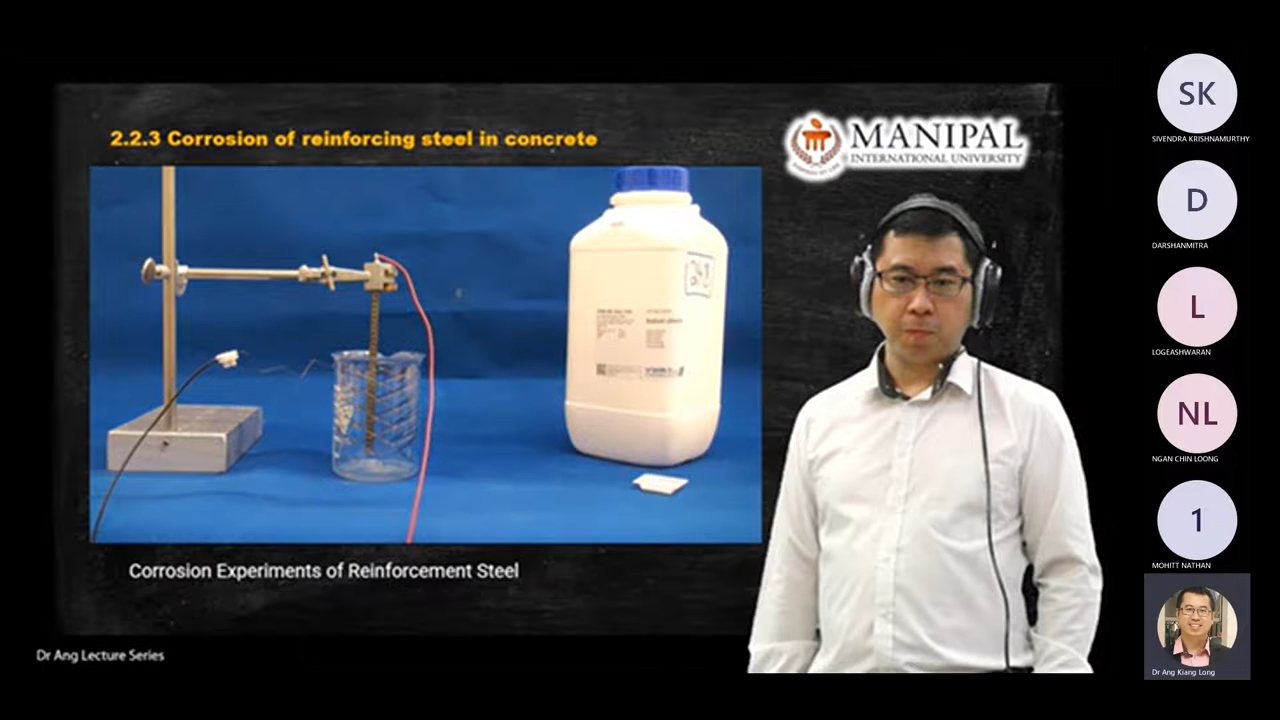 2.2.3 Corrosion of reinforcing steel in concrete
MANIPAL
INTERNATIONAL UNIVERSITY
Corrosion Experiments of Reinforcement Steel
Dr Ang Lecture Series
SK
SIVENDRA KRISHNAMURTHY
D
DARSHANMITRA
L
LOGEASHWARAN
NL
NGAN CHIN LOONG
1
MOHITT NATHAN
Dr Ang Kiang Long